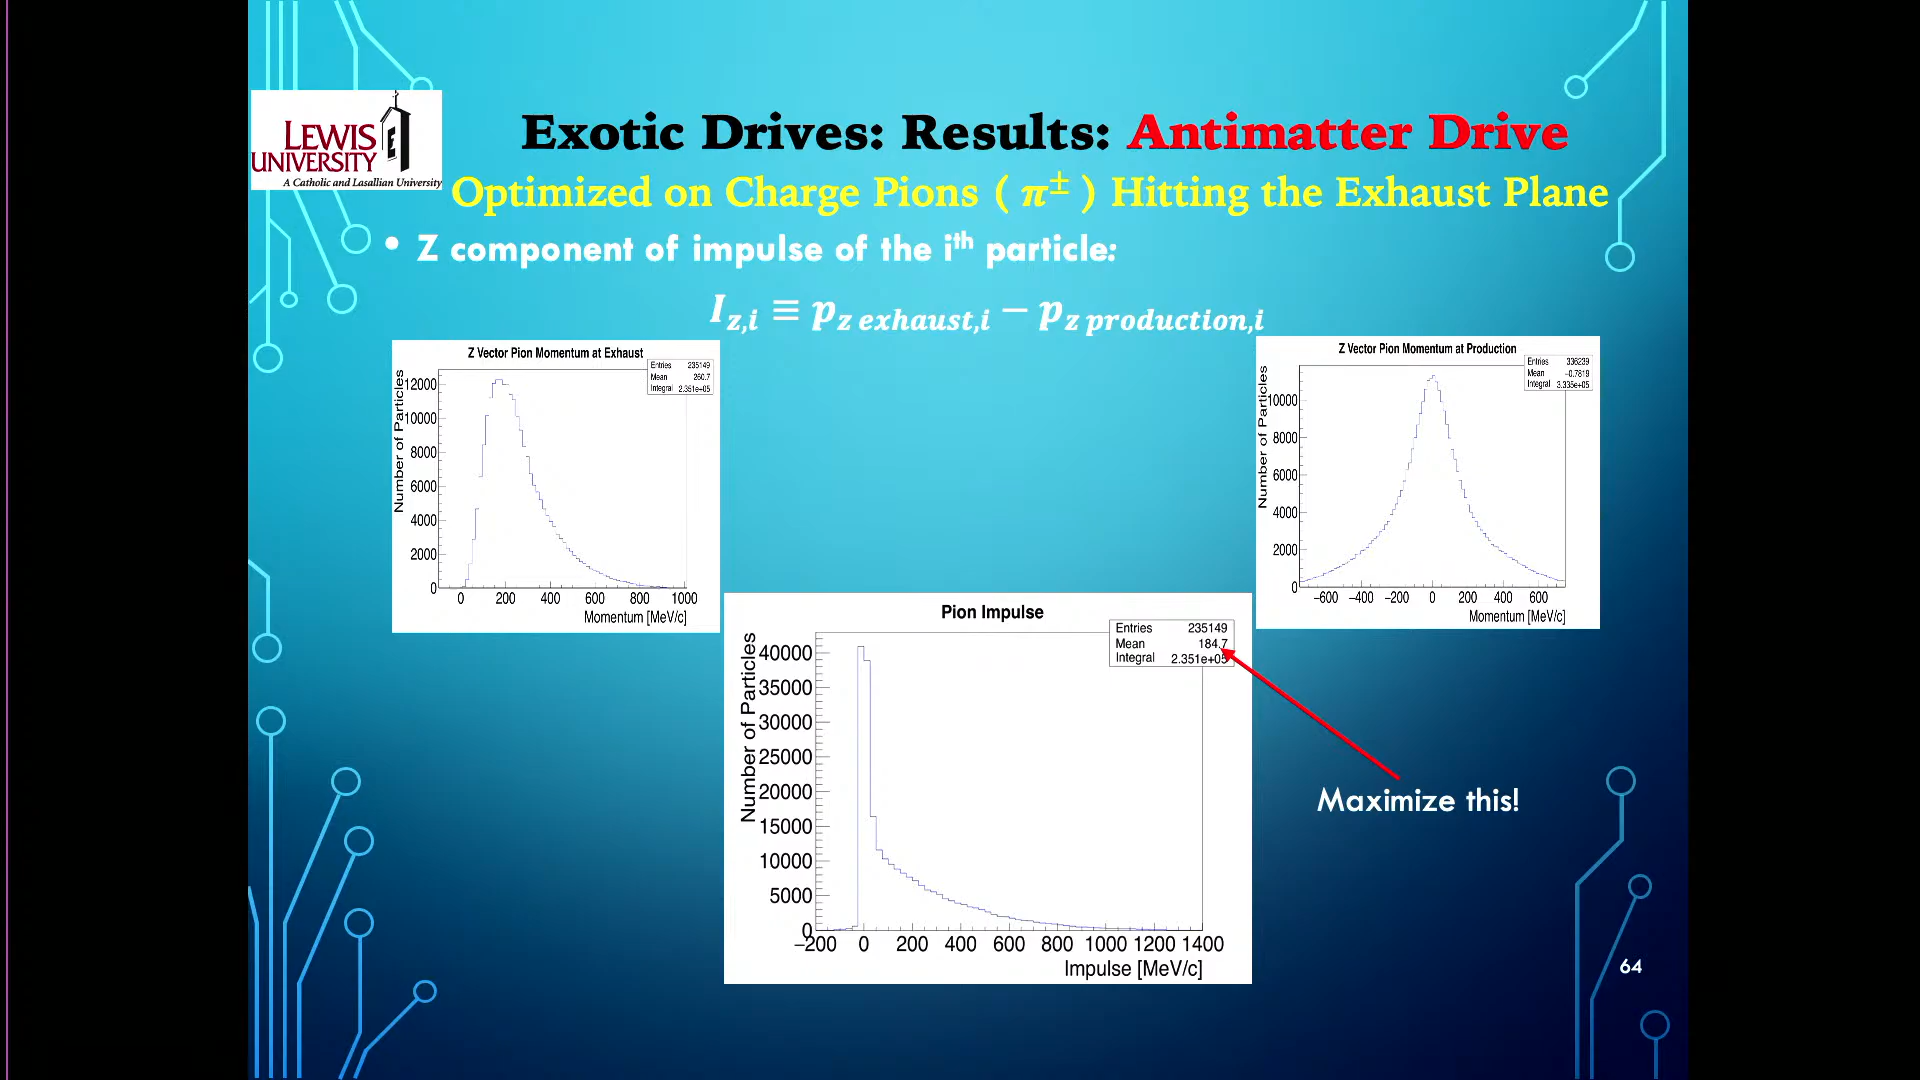 LEWIS
UNIVERSITY
A Catholic and Lasallian University
Exotic Drives: Results: Antimatter Drive
Optimized on Charge Pions ( π± ) Hitting the Exhaust Plane
• Z component of impulse of the ith particle:
I z,i ≡ p z exhaust,i − p z production,i
Z Vector Pion Momentum at Exhaust
Entries 235149
Mean 260.7
Integral 2.351e+05
Number of Particles
12000
10000
8000
6000
4000
2000
0
0 200 400 600 800 1000
Momentum [MeV/c]
Z Vector Pion Momentum at Production
Entries 336239
Mean −0.7819
Integral 3.335e+05
Number of Particles
10000
8000
6000
4000
2000
0
−600 −400 −200 0 200 400 600
Momentum [MeV/c]
Pion Impulse
Entries 235149
Mean 184.7
Integral 2.351e+05
Number of Particles
40000
35000
30000
25000
20000
15000
10000
5000
0
−200 0 200 400 600 800 1000 1200 1400
Impulse [MeV/c]
Maximize this!
64